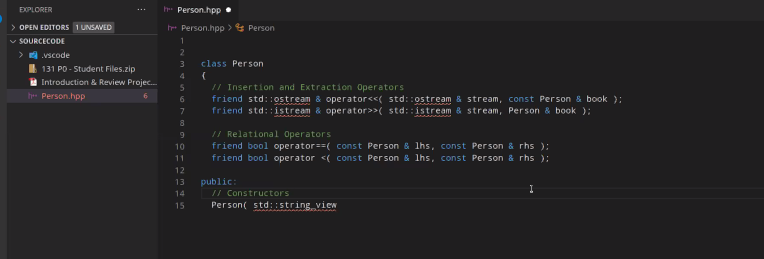 EXPLORER
···
OPEN EDITORS 1 UNSAVED
SOURCECODE
.vscode
131 P0 - Student Files.zip
Introduction & Review Projec...
Person.hpp 6
Person.hpp
Person.hpp > Person
1
2
3 class Person
4 {
5 // Insertion and Extraction Operators
6 friend std::ostream & operator<<( std::ostream & stream, const Person & book );
7 friend std::istream & operator>>( std::istream & stream, Person & book );
8
9 // Relational Operators
10 friend bool operator==( const Person & lhs, const Person & rhs );
11 friend bool operator <( const Person & lhs, const Person & rhs );
12
13 public:
14 // Constructors
15 Person( std::string_view